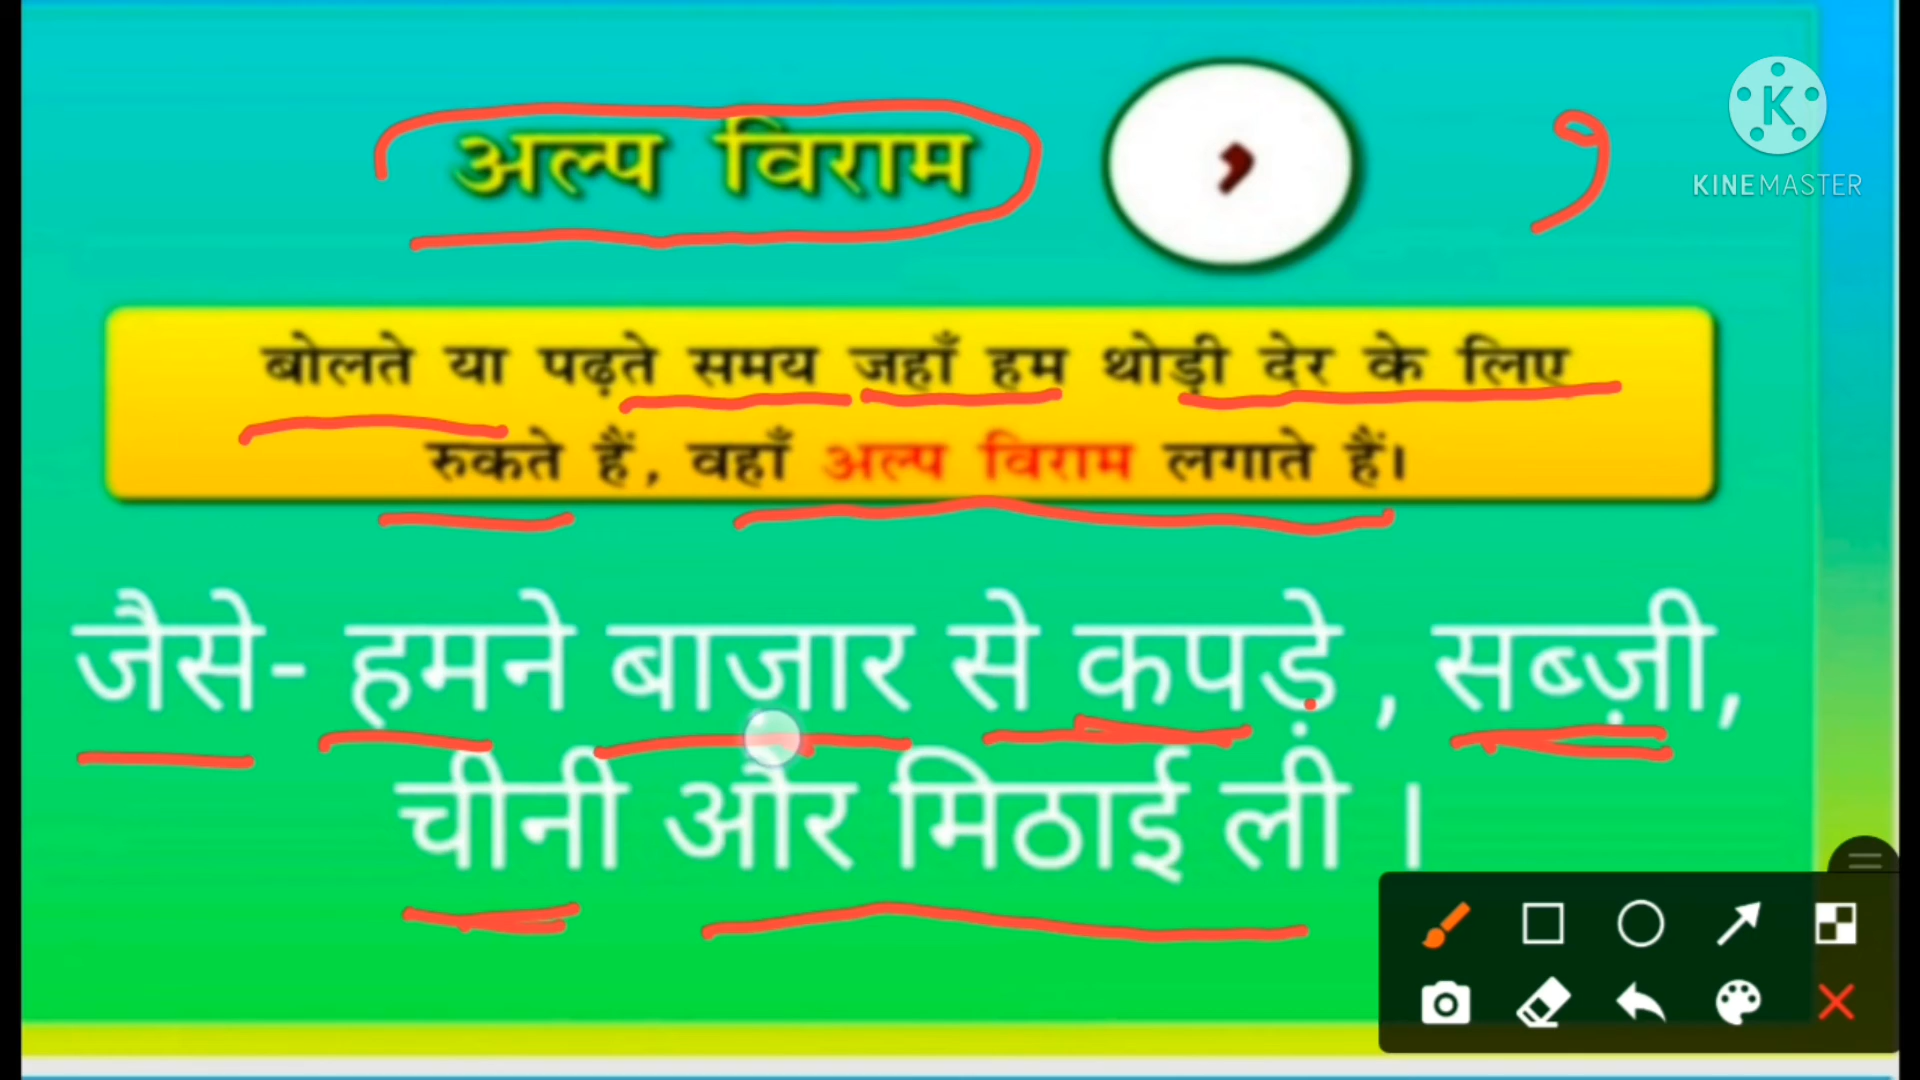 अल्प विराम ,
KINEMASTER
बोलते या पढ़ते समय जहाँ हम थोड़ी देर के लिए
रुकते हैं, वहाँ अल्प विराम लगाते हैं।
जैसे- हमने बाजार से कपड़े , सब्ज़ी,
चीनी और मिठाई ली ।